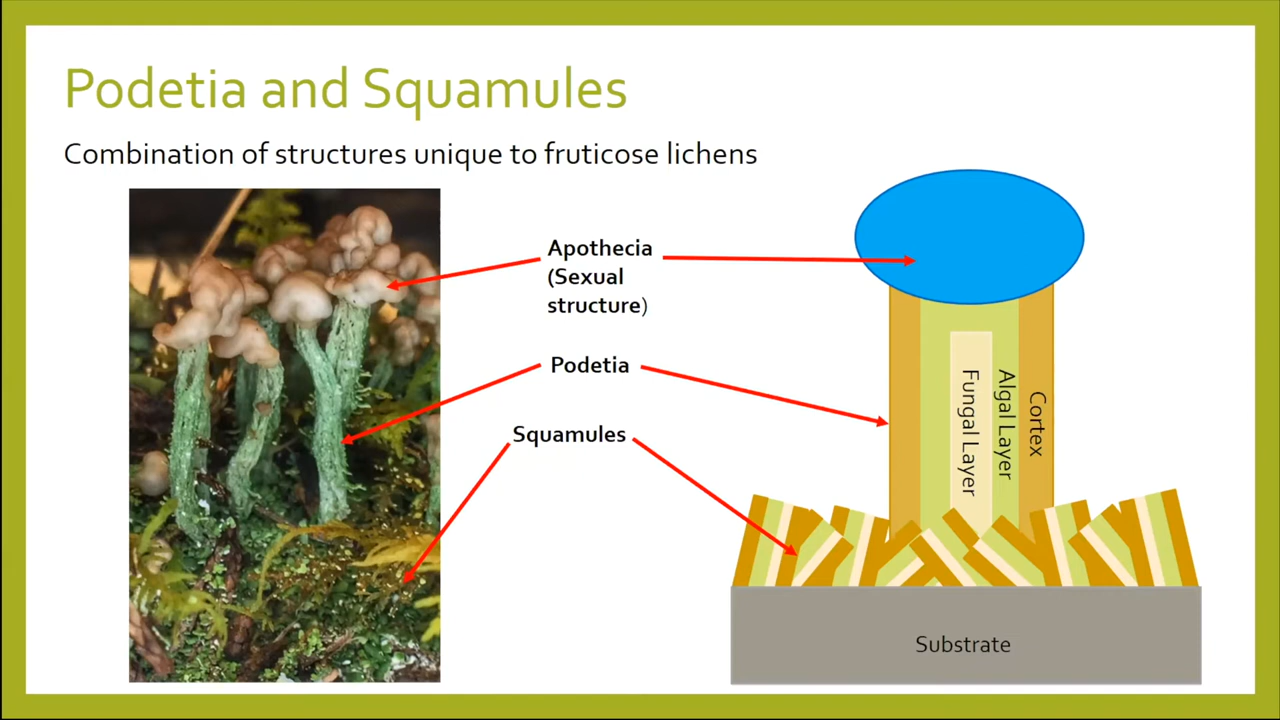 Podetia and Squamules
Combination of structures unique to fruticose lichens
Apothecia
(Sexual
structure)
Podetia
Squamules
Fungal Layer
Algal Layer
Cortex
Substrate